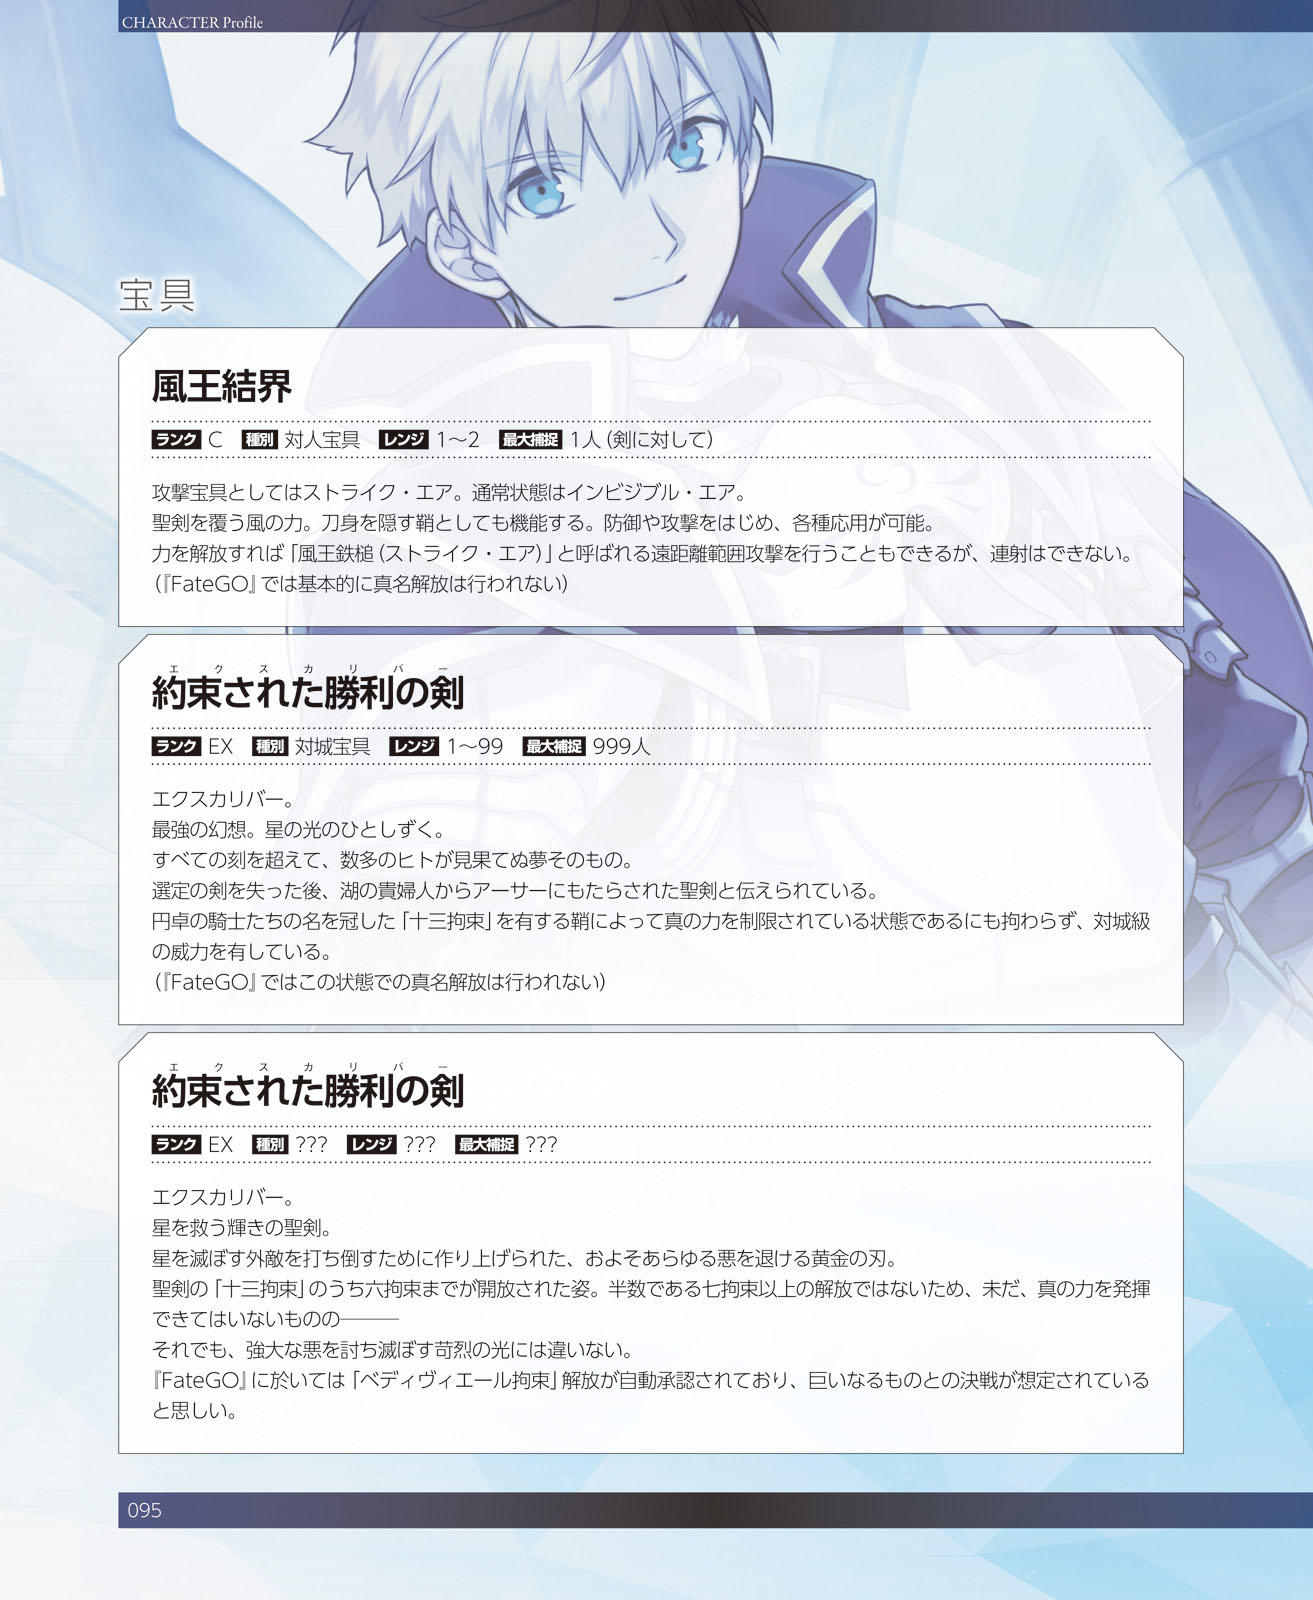 CHARACTER Profile
宝具
風王結界
ランク C 種別 対人宝具 レンジ 1～2 最大捕捉 1人（剣に対して）
攻撃宝具としてはストライク・エア。通常状態はインビジブル・エア。
聖剣を覆う風の力。刀身を隠す鞘としても機能する。防御や攻撃をはじめ、各種応用が可能。
力を解放すれば「風王鉄槌（ストライク・エア）」と呼ばれる遠距離範囲攻撃を行うこともできるが、連射はできない。
（『FateGO』では基本的に真名解放は行われない）
エクスカリバー
約束された勝利の剣
ランク EX 種別 対城宝具 レンジ 1～99 最大捕捉 999人
エクスカリバー。
最強の幻想。星の光のひとしずく。
すべての刻を超えて、数多のヒトが見果てぬ夢そのもの。
選定の剣を失った後、湖の貴婦人からアーサーにもたらされた聖剣と伝えられている。
円卓の騎士たちの名を冠した「十三拘束」を有する鞘によって真の力を制限されている状態であるにも拘わらず、対城級
の威力を有している。
（『FateGO』ではこの状態での真名解放は行われない）
エクスカリバー
約束された勝利の剣
ランク EX 種別 ??? レンジ ??? 最大捕捉 ???
エクスカリバー。
星を救う輝きの聖剣。
星を滅ぼす外敵を打ち倒すために作り上げられた、およそあらゆる悪を退ける黄金の刃。
聖剣の「十三拘束」のうち六拘束までが開放された姿。半数である七拘束以上の解放ではないため、未だ、真の力を発揮
できてはいないものの———
それでも、強大な悪を討ち滅ぼす苛烈の光には違いない。
『FateGO』に於いては「ベディヴィエール拘束」解放が自動承認されており、巨いなるものとの決戦が想定されている
と思しい。
095